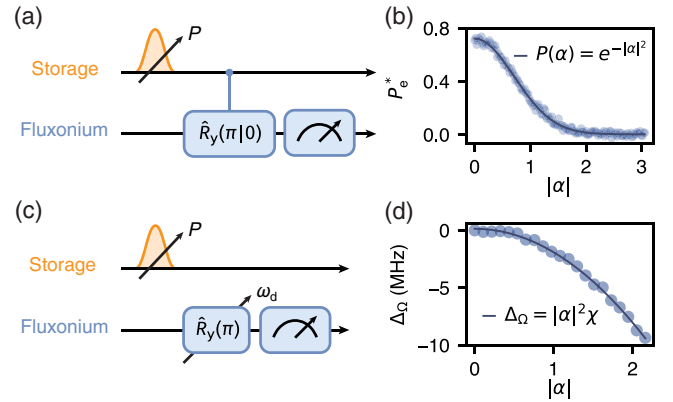 (a)
P
Storage
Fluxonium
R̂y(π|0)
(b)
0.8
0.4
0.0
P*e
P(α) = e^−|α|²
0 1 2 3
|α|
(c)
P
Storage
ωd
Fluxonium
R̂y(π)
(d)
0
−5
−10
ΔΩ (MHz)
ΔΩ = |α|²χ
0 1 2
|α|